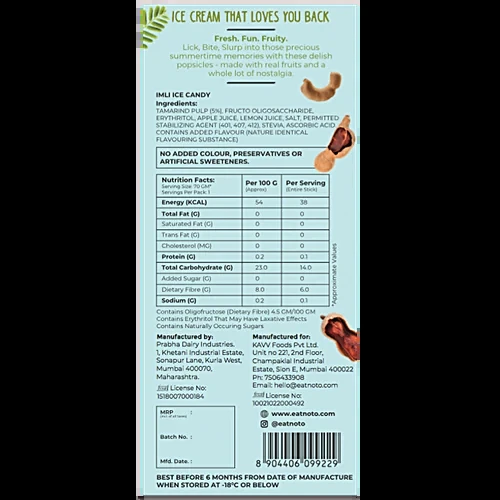 ICE CREAM THAT LOVES YOU BACK
Fresh. Fun. Fruity.
Lick, Bite, Slurp into those precious
summertime memories with these delish
popsicles - made with real fruits and a
whole lot of nostalgia.
IMLI ICE CANDY
Ingredients:
TAMARIND PULP (5%), FRUCTO OLIGOSACCHARIDE,
ERYTHRITOL, APPLE JUICE, LEMON JUICE, SALT, PERMITTED
STABILIZING AGENT (401, 407, 412), STEVIA, ASCORBIC ACID
CONTAINS ADDED FLAVOUR (NATURE IDENTICAL
FLAVOURING SUBSTANCE)
NO ADDED COLOUR, PRESERVATIVES OR
ARTIFICIAL SWEETENERS.
Nutrition Facts:
Serving Size: 70 GM*
Servings Per Pack: 1
Per 100 G
(Approx)
Per Serving
(Entire Stick)
Energy (KCAL) 54 38
Total Fat (G) 0 0
Saturated Fat (G) 0 0
Trans Fat (G) 0 0
Cholesterol (MG) 0 0
Protein (G) 0.2 0.1
Total Carbohydrate (G) 23.0 14.0
Added Sugar (G) 0 0
Dietary Fibre (G) 8.0 6.0
Sodium (G) 0.2 0.1
*Approximate Values
Contains Oligofructose (Dietary Fibre) 4.5 GM/100 GM
Contains Erythritol That May Have Laxative Effects
Contains Naturally Occuring Sugars
Manufactured by:
Prabha Dairy Industries.
1, Khetani Industrial Estate,
Sonapur Lane, Kurla West,
Mumbai 400070,
Maharashtra.
fssai License No:
1518007000184
Manufactured for:
KAVV Foods Pvt Ltd.
Unit no 221, 2nd Floor,
Champaklal Industrial
Estate, Sion E, Mumbai 400022
Ph: 7506433908
Email: hello@eatnoto.com
fssai License No:
10021022000492
www.eatnoto.com
@eatnoto
MRP :
Batch No. :
Mfd. Date. :
8 904406 099229
BEST BEFORE 6 MONTHS FROM DATE OF MANUFACTURE
WHEN STORED AT -18°C OR BELOW